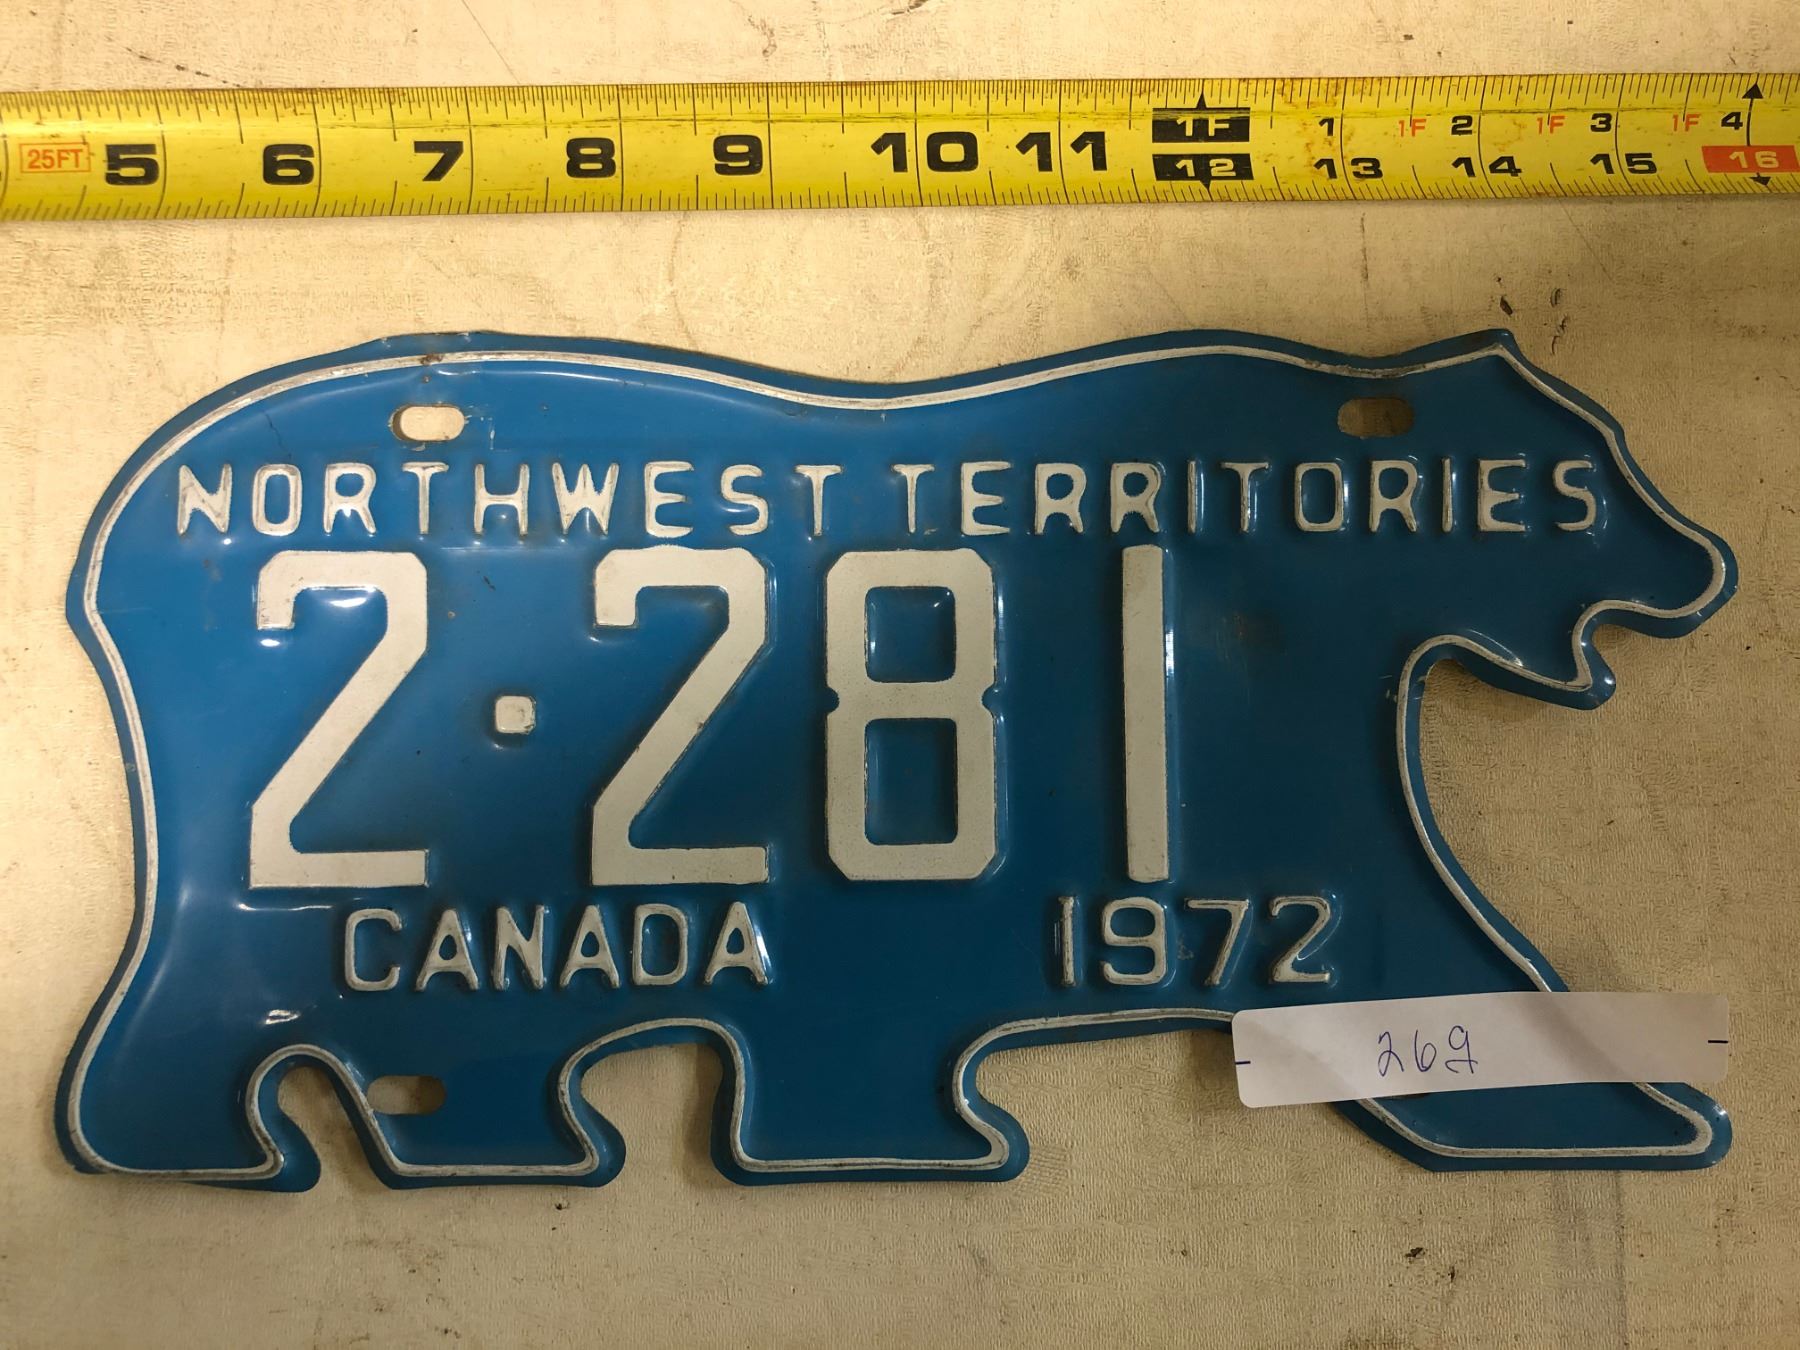 25FT 5 6 7 8 9 10 11 1F 1 1F 2 1F 3 1F 4
12 13 14 15 16
NORTHWEST TERRITORIES
2·281
CANADA 1972
269